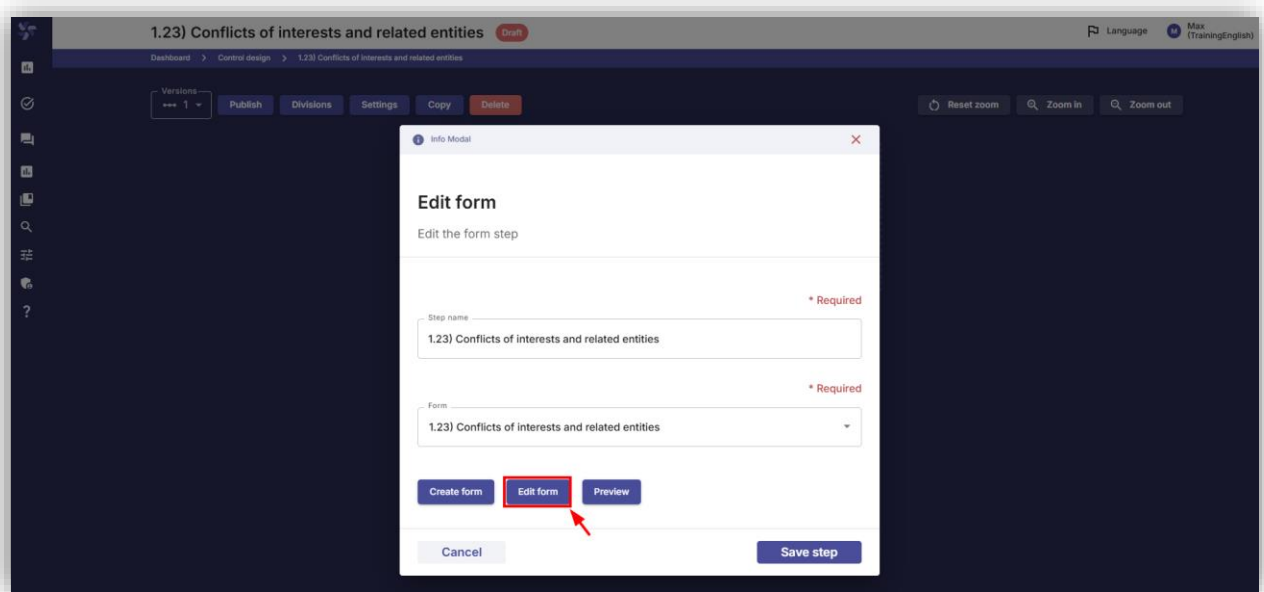 1.23) Conflicts of interests and related entities Draft
Language
M Max
(TrainingEnglish)
Dashboard > Control design > 1.23) Conflicts of interests and related entities
Versions
1
Publish
Divisions
Settings
Copy
Delete
Reset zoom
Zoom in
Zoom out
Info Modal
Edit form
Edit the form step
* Required
Step name
1.23) Conflicts of interests and related entities
* Required
Form
1.23) Conflicts of interests and related entities
Create form
Edit form
Preview
Cancel
Save step
?